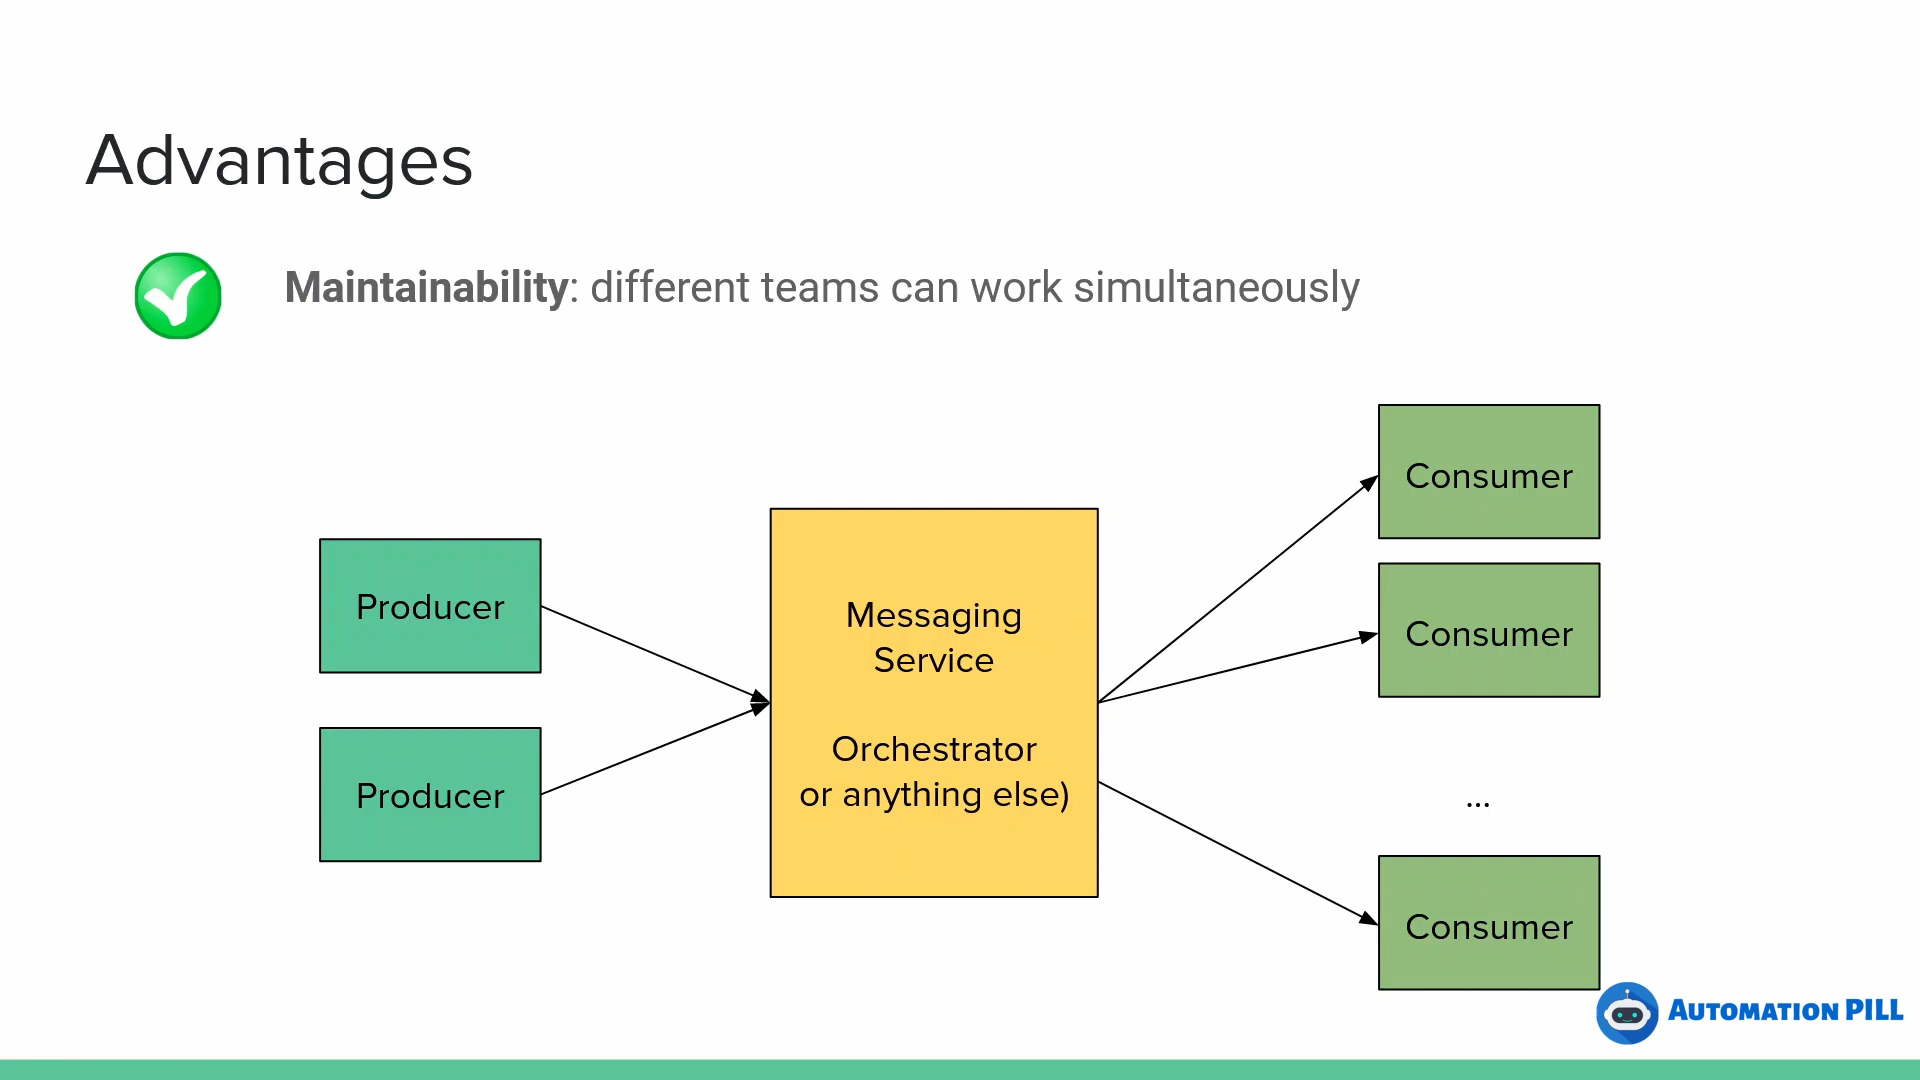 Advantages
Maintainability: different teams can work simultaneously
Consumer
Producer
Messaging
Service
Consumer
Orchestrator
or anything else)
Producer
...
Consumer
AUTOMATION PILL